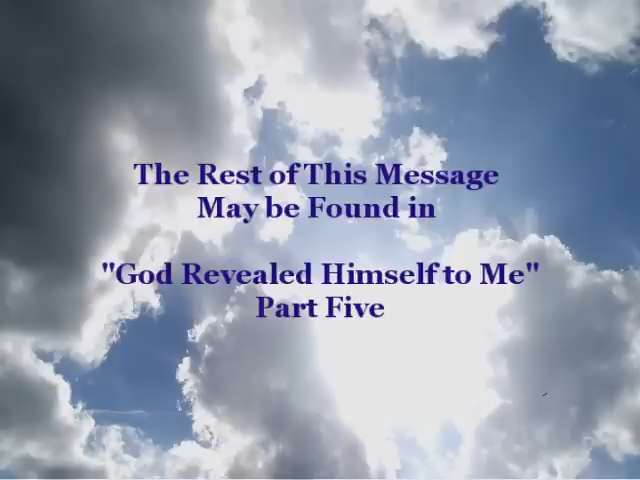 The Rest of This Message
May be Found in
"God Revealed Himself to Me"
Part Five